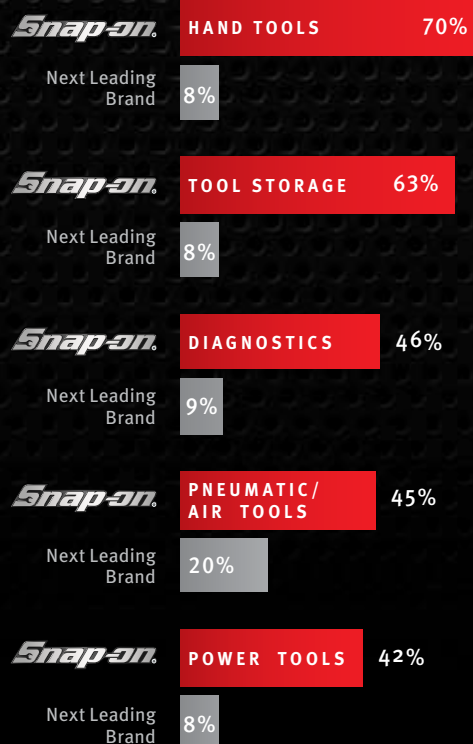 Snap-on® HAND TOOLS 70%
Next Leading
Brand
8%
Snap-on® TOOL STORAGE 63%
Next Leading
Brand
8%
Snap-on® DIAGNOSTICS 46%
Next Leading
Brand
9%
Snap-on® PNEUMATIC/
AIR TOOLS
45%
Next Leading
Brand
20%
Snap-on® POWER TOOLS 42%
Next Leading
Brand
8%